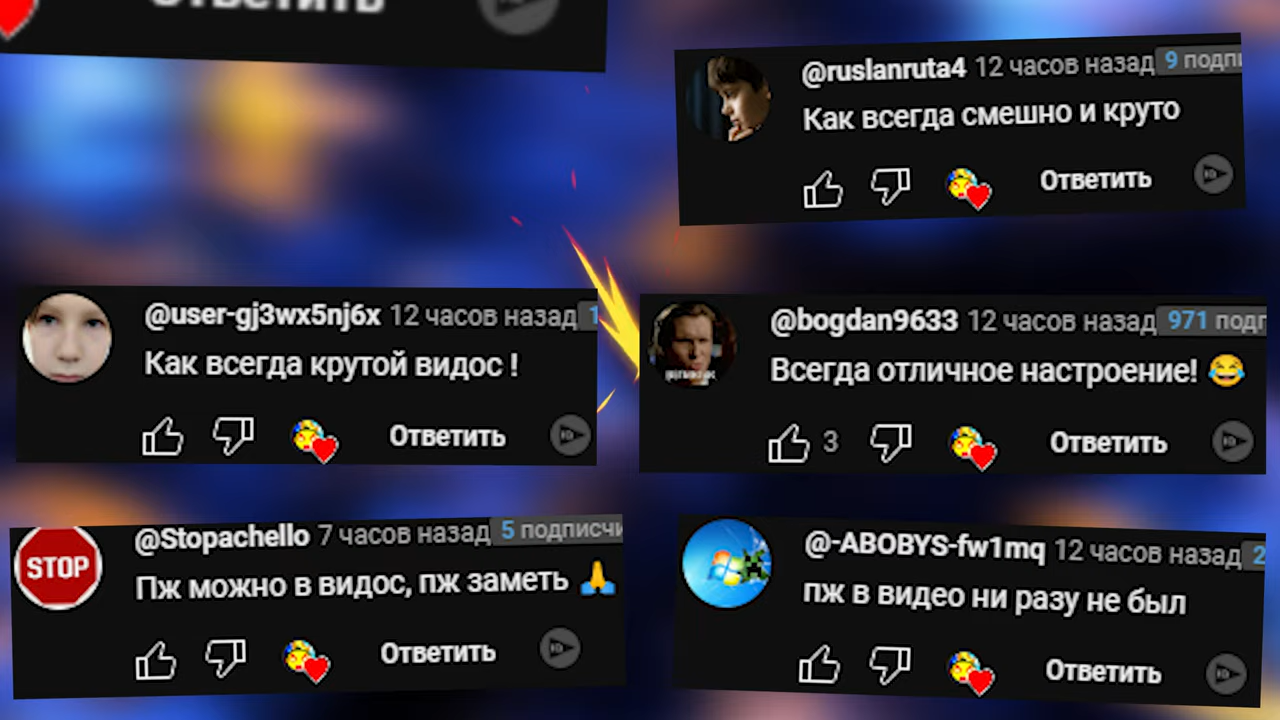 Ответить
@ruslanruta4 12 часов назад 9 подпи
Как всегда смешно и круто
Ответить
@user-gj3wx5nj6x 12 часов назад 1
Как всегда крутой видос !
Ответить
@bogdan9633 12 часов назад 971 подп
Всегда отличное настроение! 😂
3 Ответить
STOP
@Stopachello 7 часов назад 5 подписчи
Пж можно в видос, пж заметь 🙏
Ответить
@-ABOBYS-fw1mq 12 часов назад 2
пж в видео ни разу не был
Ответить